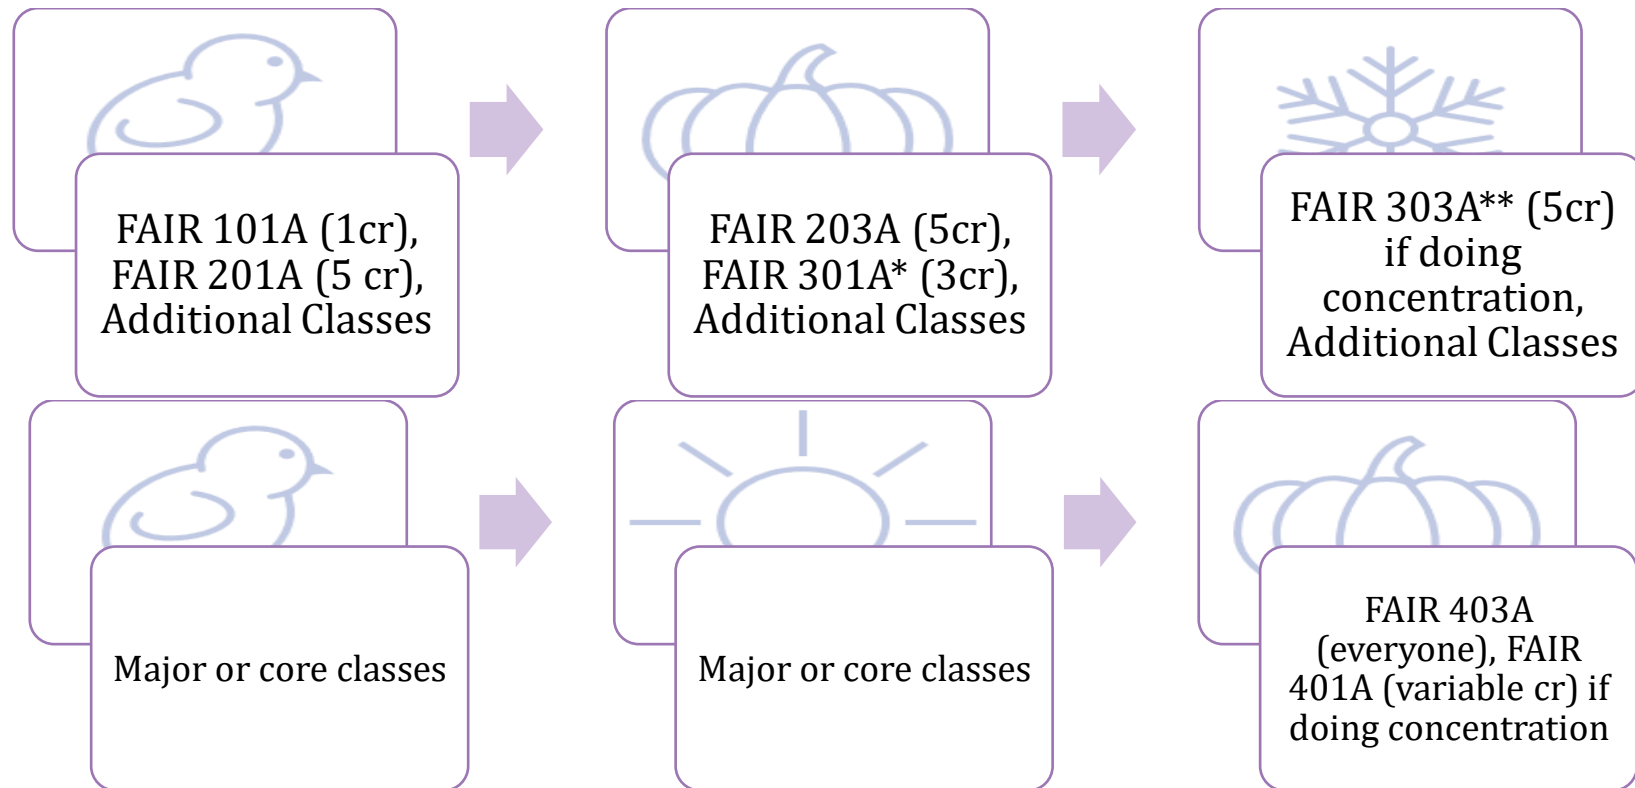 FAIR 101A (1cr),
FAIR 201A (5 cr),
Additional Classes
FAIR 203A (5cr),
FAIR 301A* (3cr),
Additional Classes
FAIR 303A** (5cr)
if doing
concentration,
Additional Classes
Major or core classes
Major or core classes
FAIR 403A
(everyone), FAIR
401A (variable cr) if
doing concentration